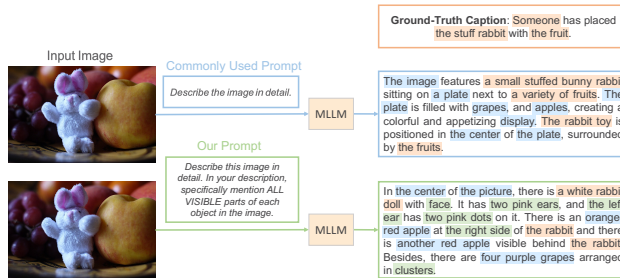 Ground-Truth Caption: Someone has placed
the stuff rabbit with the fruit.
Input Image
Commonly Used Prompt
Describe the image in detail.
MLLM
The image features a small stuffed bunny rabbi
sitting on a plate next to a variety of fruits. The
plate is filled with grapes, and apples, creating a
colorful and appetizing display. The rabbit toy is
positioned in the center of the plate, surrounded
by the fruits.
Our Prompt
Describe this image in
detail. In your description,
specifically mention ALL
VISIBLE parts of each
object in the image.
MLLM
In the center of the picture, there is a white rabbi
doll with face. It has two pink ears, and the left
ear has two pink dots on it. There is an orange-
red apple at the right side of the rabbit and there
is another red apple visible behind the rabbit.
Besides, there are four purple grapes arranged
in clusters.